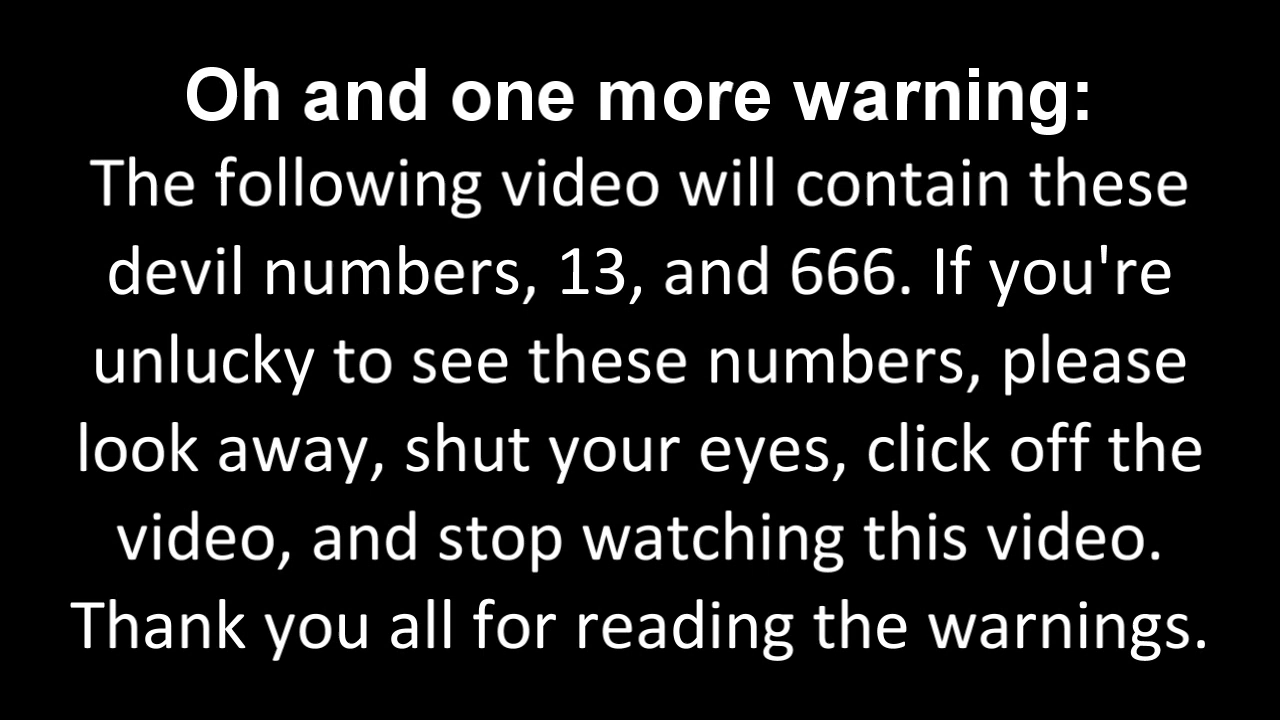 Oh and one more warning:
The following video will contain these
devil numbers, 13, and 666. If you're
unlucky to see these numbers, please
look away, shut your eyes, click off the
video, and stop watching this video.
Thank you all for reading the warnings.